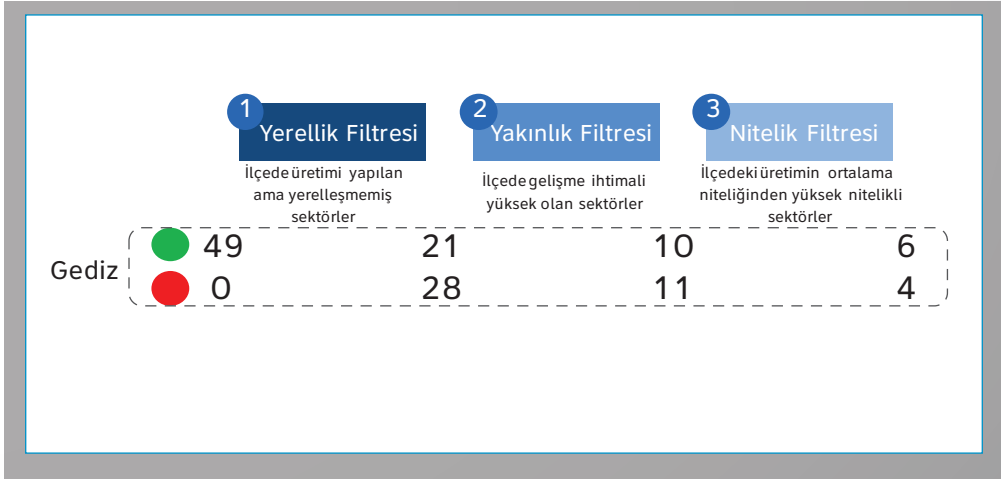 1
Yerellik Filtresi
İlçede üretimi yapılan
ama yerelleşmemiş
sektörler
2
Yakınlık Filtresi
İlçede gelişme ihtimali
yüksek olan sektörler
3
Nitelik Filtresi
İlçedeki üretimin ortalama
niteliğinden yüksek nitelikli
sektörler
Gediz
49 21 10 6
0 28 11 4